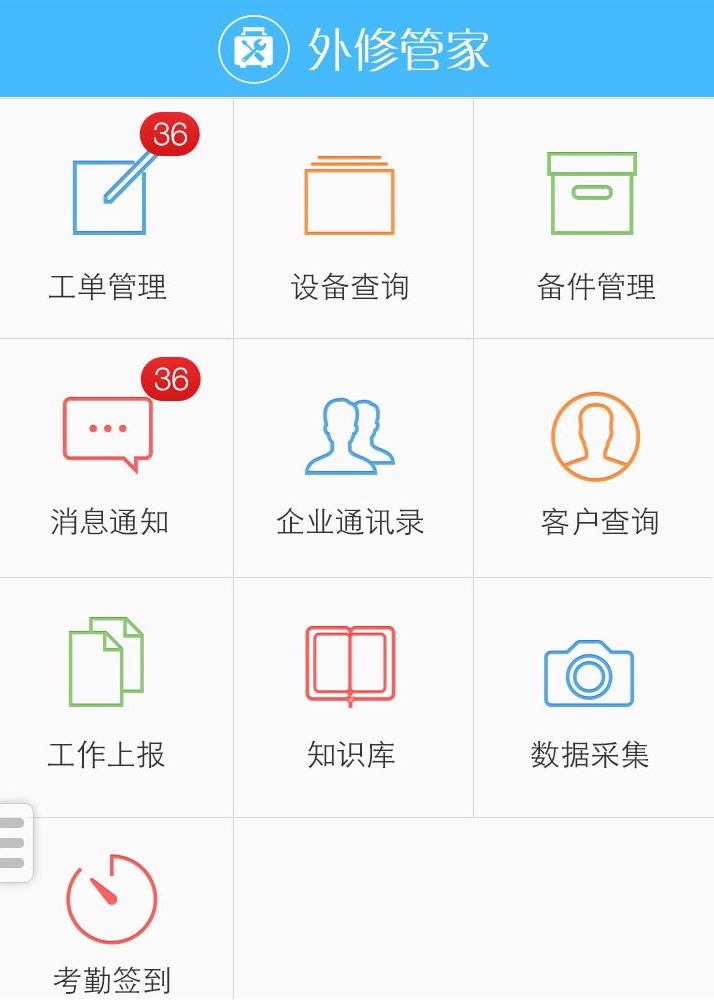 外修管家
36
工单管理
设备查询
备件管理
36
消息通知
企业通讯录
客户查询
工作上报
知识库
数据采集
考勤签到